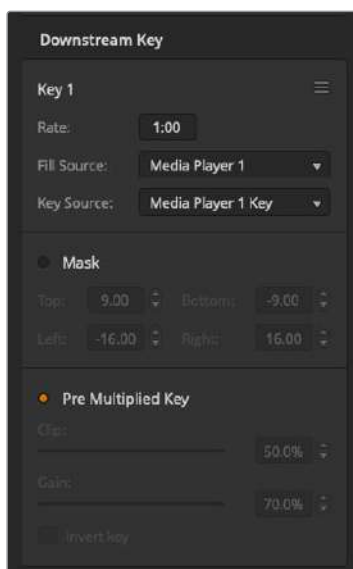 Downstream Key
Key 1
Rate: 1:00
Fill Source: Media Player 1
Key Source: Media Player 1 Key
Mask
Top: 9.00 Bottom: -9.00
Left: -16.00 Right: 16.00
Pre Multiplied Key
Clip:
50.0%
Gain:
70.0%
Invert key